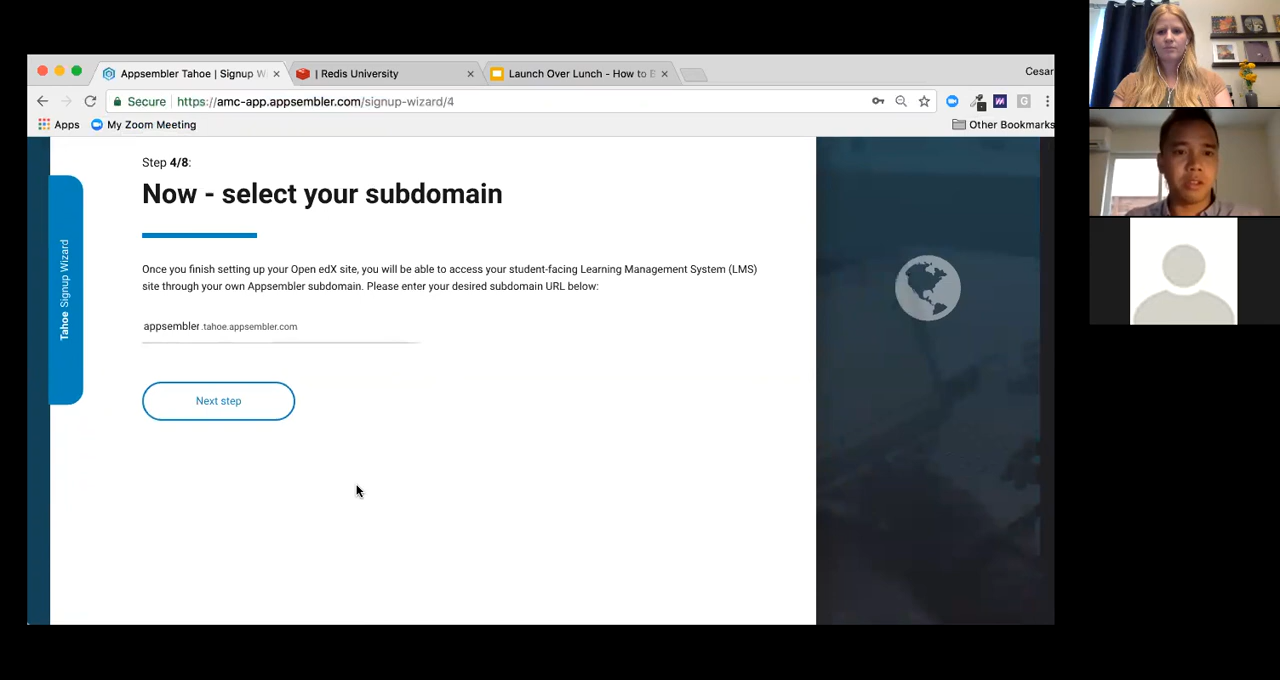 Appsembler Tahoe | Signup W
| Redis University
Launch Over Lunch - How to B
Cesar
Secure
https://amc-app.appsembler.com/signup-wizard/4
Apps
My Zoom Meeting
Other Bookmarks
Step 4/8:
Now - select your subdomain
Tahoe Signup Wizard
Once you finish setting up your Open edX site, you will be able to access your student-facing Learning Management System (LMS)
site through your own Appsembler subdomain. Please enter your desired subdomain URL below:
appsembler .tahoe.appsembler.com
Next step